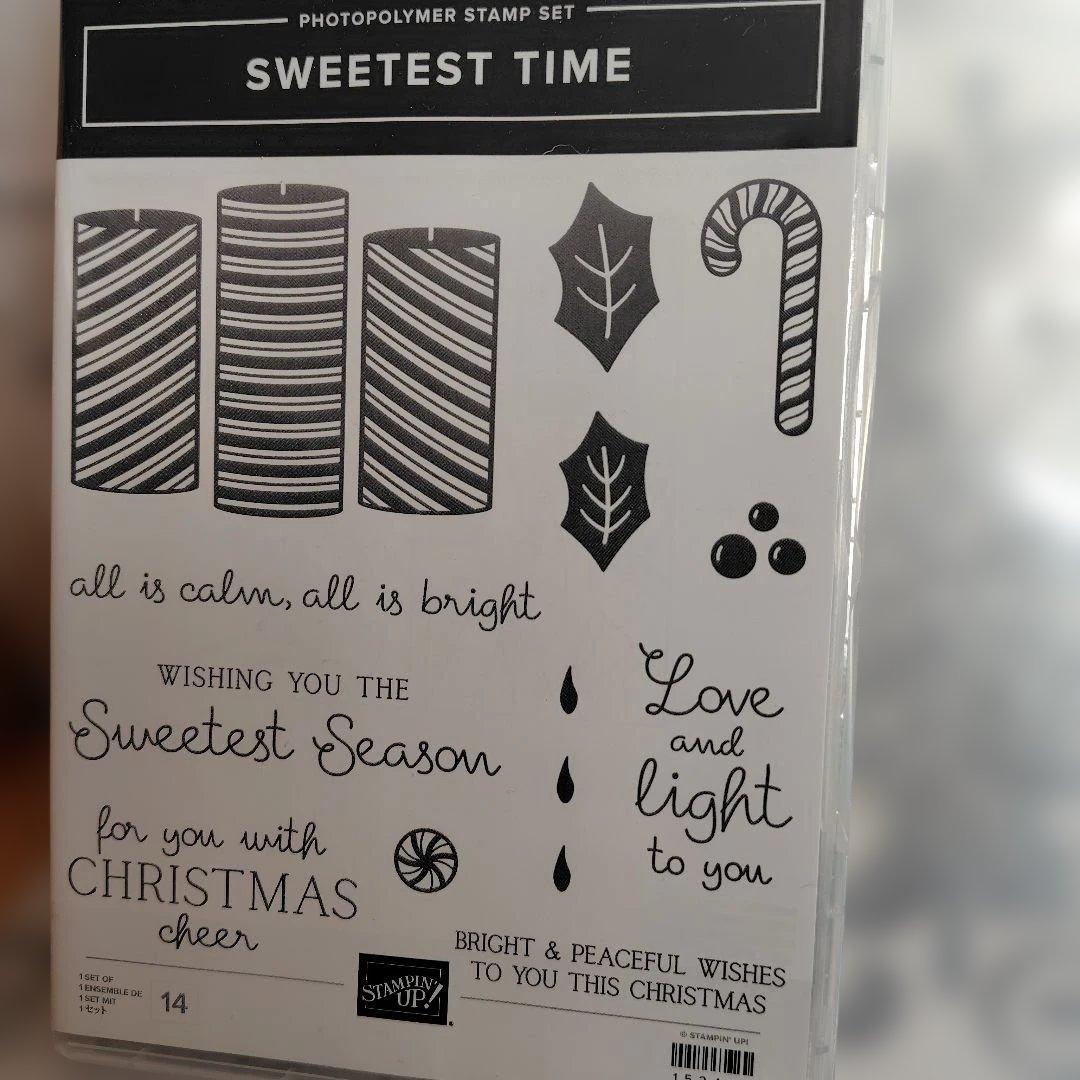 PHOTOPOLYMER STAMP SET
SWEETEST TIME
all is calm, all is bright
WISHING YOU THE
Sweetest Season
Love
and
light
to you
for you with
CHRISTMAS
cheer
BRIGHT & PEACEFUL WISHES
TO YOU THIS CHRISTMAS
1 SET OF
1 ENSEMBLE DE
1 SET MIT
1 セット
14
STAMPIN'
UP!
© STAMPIN' UP!